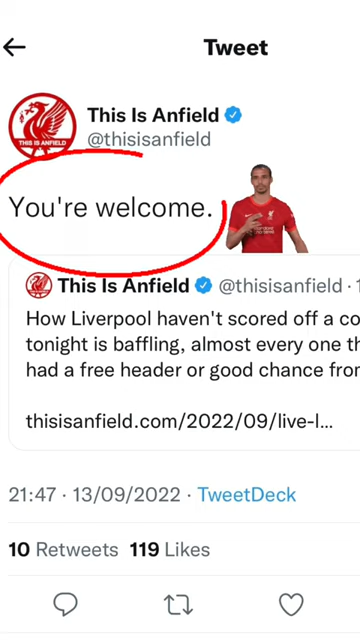 Tweet
This Is Anfield
THIS IS ANFIELD
@thisisanfield
You're welcome.
This Is Anfield @thisisanfield ·
How Liverpool haven't scored off a co
tonight is baffling, almost every one th
had a free header or good chance from
thisisanfield.com/2022/09/live-l...
21:47 · 13/09/2022 · TweetDeck
10 Retweets 119 Likes